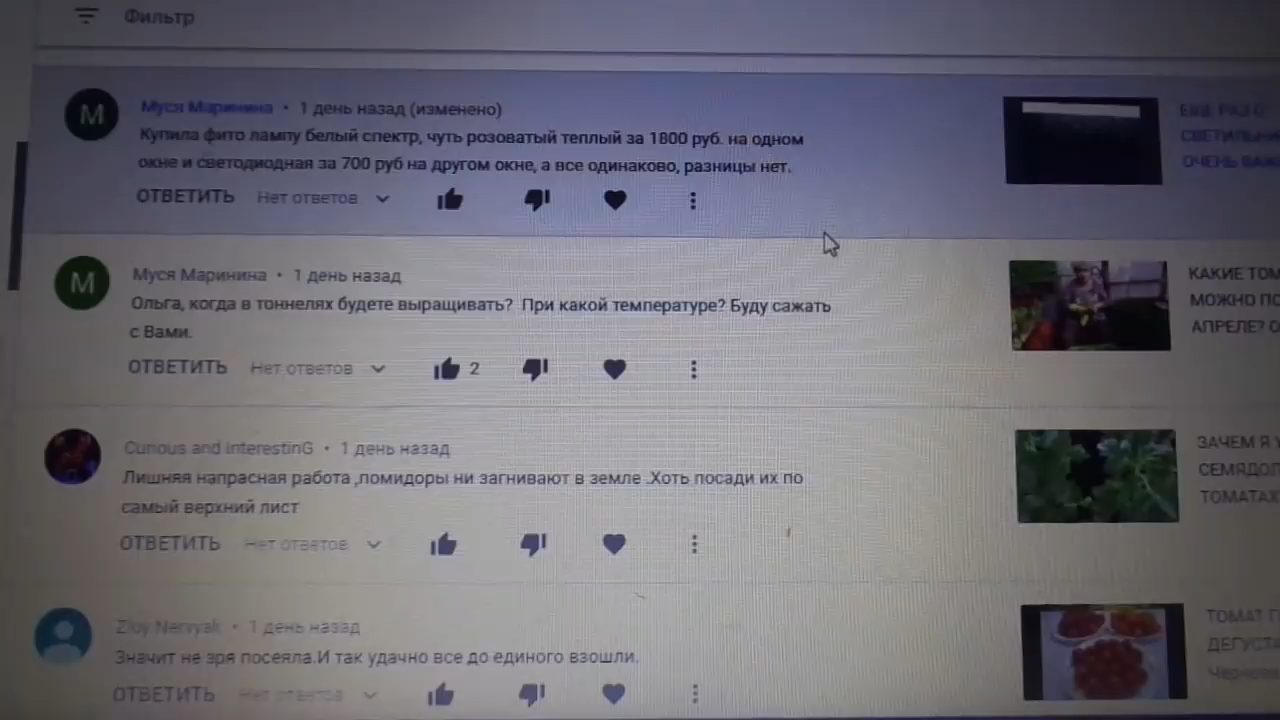 Фильтр
Муся Маринина • 1 день назад (изменено)
Купила фито лампу белый спектр, чуть розоватый теплый за 1800 руб. на одном
окне и светодиодная за 700 руб на другом окне, а все одинаково, разницы нет.
ОТВЕТИТЬ Нет ответов
ЕЩЕ РАЗ О
СВЕТИЛЬНИ
ОЧЕНЬ ВАЖ
Муся Маринина • 1 день назад
Ольга, когда в тоннелях будете выращивать? При какой температуре? Буду сажать
с Вами.
ОТВЕТИТЬ Нет ответов 2
КАКИЕ ТОМ
МОЖНО ПО
АПРЕЛЕ? О
Curious and InterestinG • 1 день назад
Лишняя напрасная работа ,помидоры ни загнивают в земле .Хоть посади их по
самый верхний лист
ОТВЕТИТЬ Нет ответов
ЗАЧЕМ Я У
СЕМЯДОЛ
ТОМАТАХ
Zloy Nervyak • 1 день назад
Значит не зря посеяла.И так удачно все до единого взошли.
ОТВЕТИТЬ Нет ответов
ТОМАТ Г
ДЕГУСТА